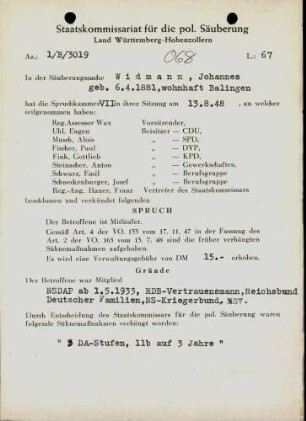 Staatskommissariat für die pol. Säuberung
Land Württemberg-Hohenzollern
Az.: 1/B/3019 068 L: 67
In der Säuberungssache Widmann, Johannes
geb. 6.4.1881, wohnhaft Balingen
hat die Spruchkammer VII in ihrer Sitzung am 13.8.48 , an welcher
teilgenommen haben:
Reg.Assessor Wax Vorsitzender,
Uhl, Eugen Beisitzer — CDU,
Musch, Alois „ — SPD,
Fischer, Paul „ — DVP,
Fink, Gottlieb „ — KPD,
Steinacher, Anton „ — Gewerkschaften,
Schwarz, Emil „ — Berufsgruppe
Schneckenburger, Josef „ — Berufsgruppe
Reg.-Ang. Hauer, Franz Vertreter des Staatskommissars
beschlossen und verkündet folgenden
SPRUCH
Der Betroffene ist Mitläufer.
Gemäß Art. 4 der VO. 133 vom 17. 11. 47 in der Fassung des
Art. 2 der VO. 165 vom 13. 7. 48 sind die früher verhängten
Sühnemaßnahmen aufgehoben.
Es wird eine Verwaltungsgebühr von DM 15.- erhoben.
Gründe
Der Betroffene war Mitglied
NSDAP ab 1.5.1933, RDB-Vertrauensmann, Reichsbund
Deutscher Familien, NS-Kriegerbund, NSV.
Durch Entscheidung des Staatskommissars für die pol. Säuberung waren
folgende Sühnemaßnahmen verhängt worden:
DA-Stufen, 11b auf 3 Jahre "